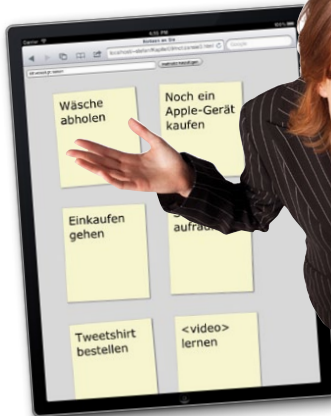 Wäsche
abholen
Noch ein
Apple-Gerät
kaufen
Einkaufen
gehen
aufräu
Tweetshirt
bestellen
<video>
lernen